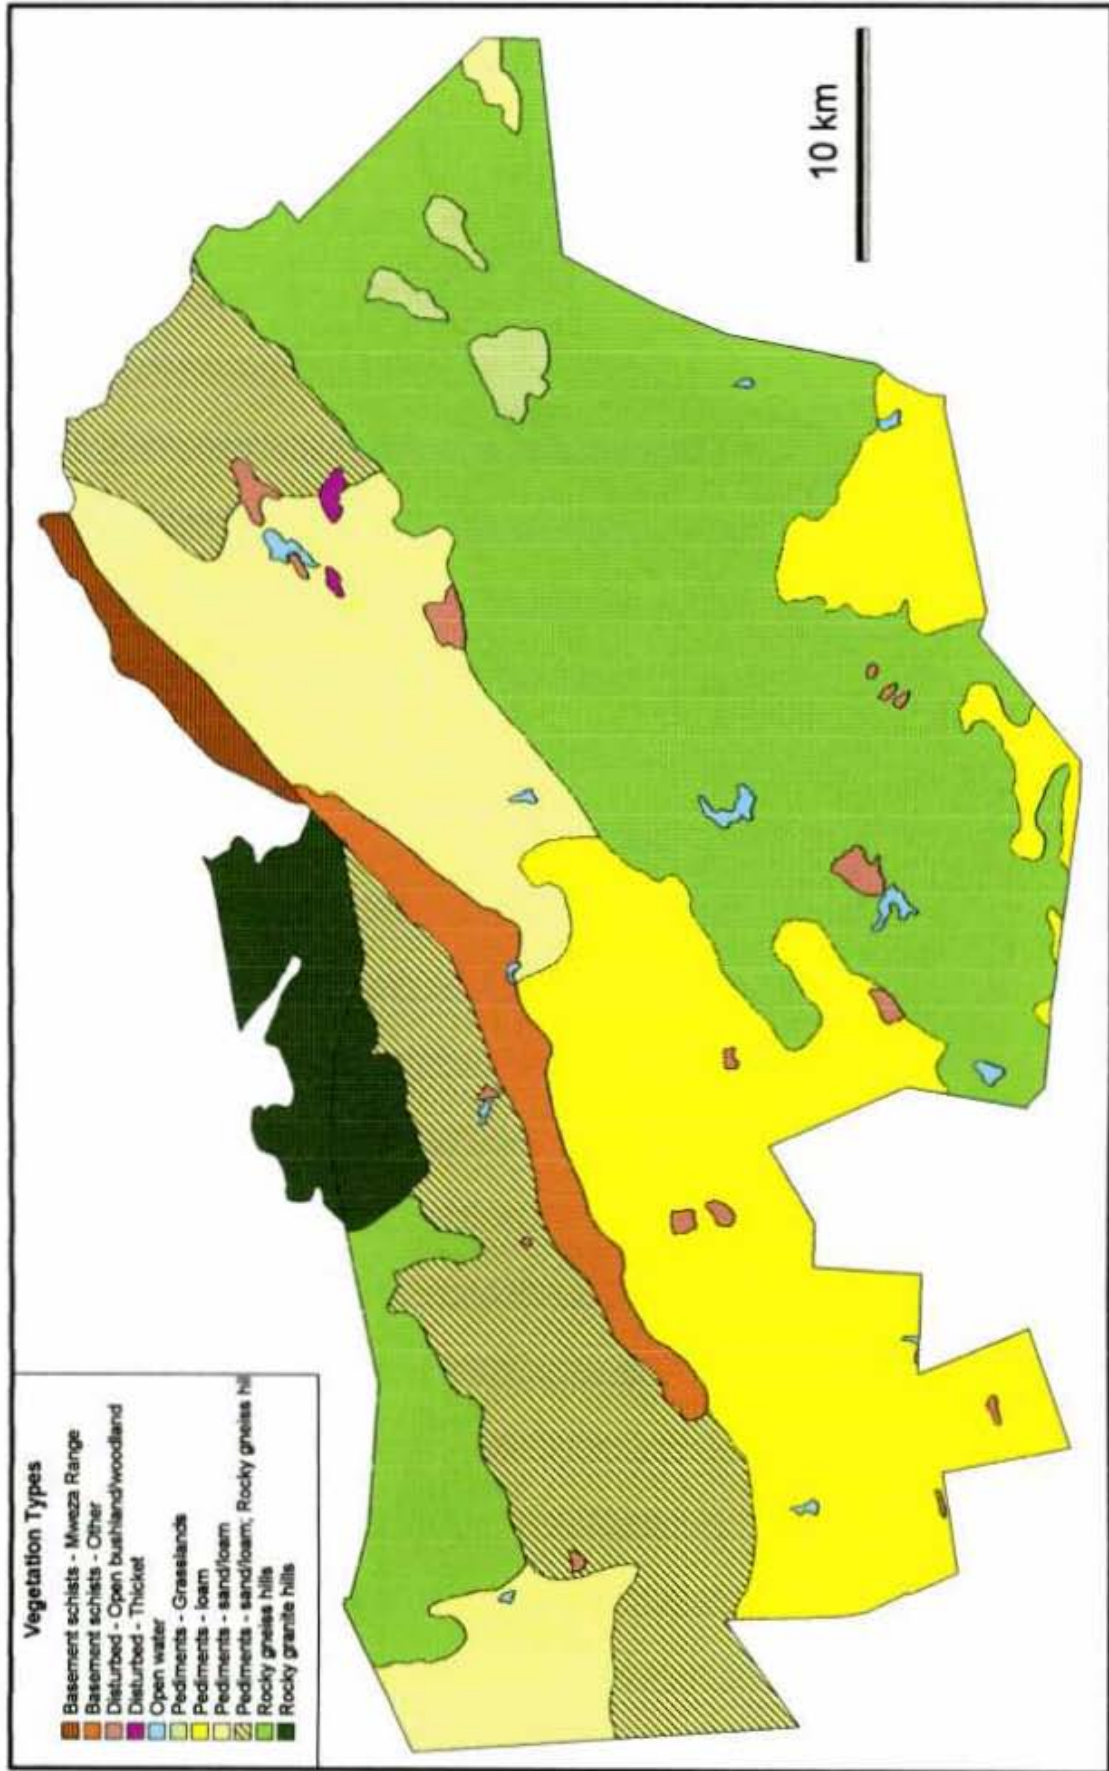 Vegetation Types
Basement schists - Mweza Range
Basement schists - Other
Disturbed - Open bushland/woodland
Disturbed - Thicket
Open water
Pediments - Grasslands
Pediments - loam
Pediments - sand/loam
Pediments - sand/loam; Rocky gneiss hil
Rocky gneiss hills
Rocky granite hills
10 km